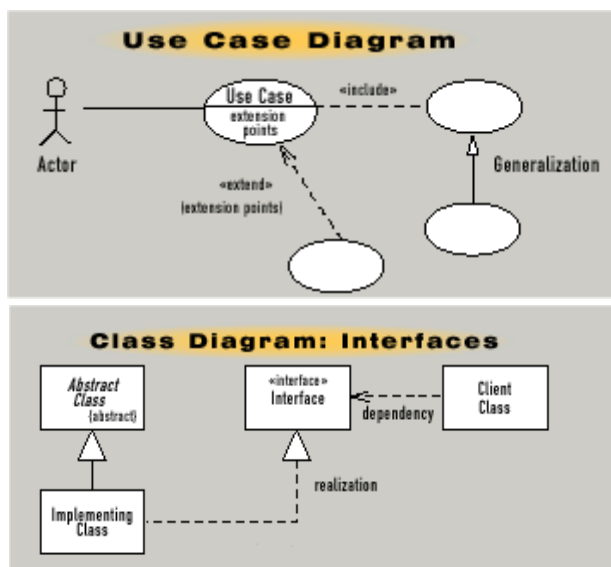 Use Case Diagram
Use Case
extension
points
«include»
Actor
Generalization
«extend»
(extension points)
Class Diagram: Interfaces
Abstract
Class
{abstract}
«interface»
Interface
Client
Class
dependency
realization
Implementing
Class